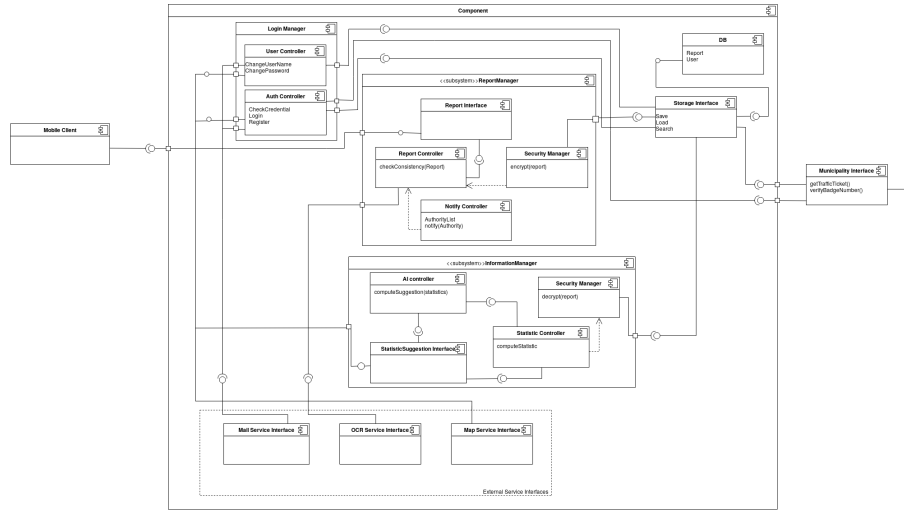 Component
Login Manager
User Controller
ChangeUserName
ChangePassword
Auth Controller
CheckCredential
Login
Register
DB
Report
User
<<subsystem>>ReportManager
Report Interface
Storage Interface
Save
Load
Search
Mobile Client
Report Controller
checkConsistency(Report)
Security Manager
encrypt(report)
Municipality Interface
getTrafficTicket()
verifyBadgeNumber()
Notify Controller
AuthorityList
notify(Authority)
<<subsystem>>InformationManager
AI controller
computeSuggestion(statistics)
Security Manager
decrypt(report)
Statistic Controller
computeStatistic
StatisticSuggestion Interface
Mail Service Interface
OCR Service Interface
Map Service Interface
External Service Interfaces